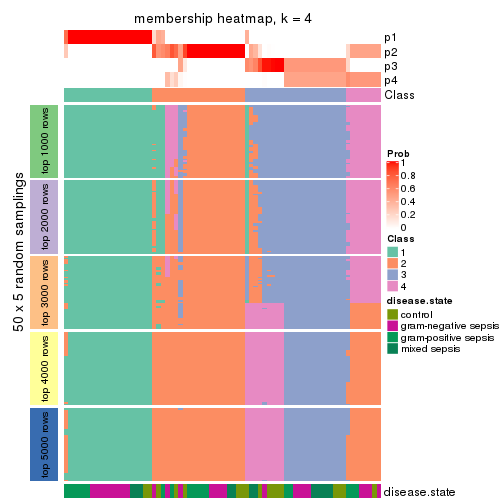 membership heatmap, k = 4
p1
p2
p3
p4
Class
50 x 5 random samplings
top 1000 rows
top 2000 rows
top 3000 rows
top 4000 rows
top 5000 rows
Prob
1
0.8
0.6
0.4
0.2
0
Class
1
2
3
4
disease.state
control
gram-negative sepsis
gram-positive sepsis
mixed sepsis
disease.state